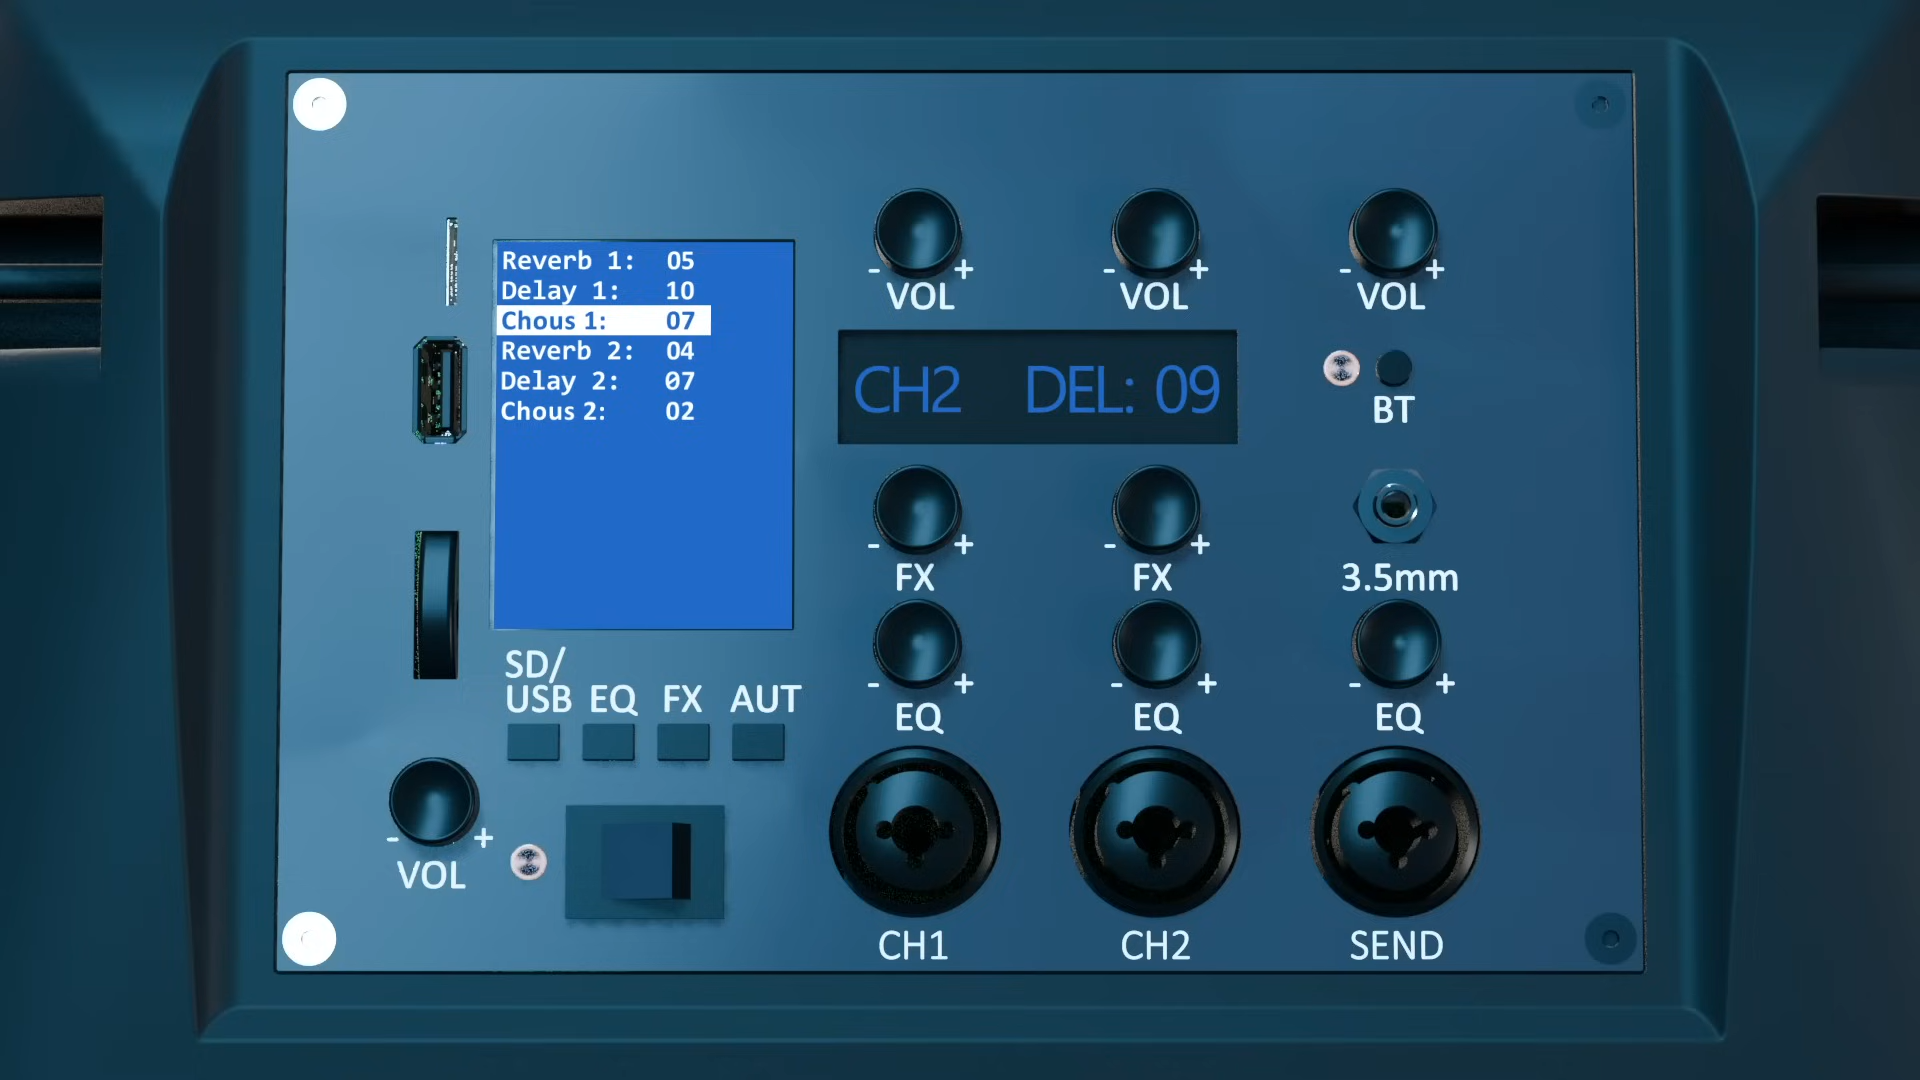 Reverb 1: 05
Delay 1: 10
Chous 1: 07
Reverb 2: 04
Delay 2: 07
Chous 2: 02
- +
VOL
- +
VOL
- +
VOL
CH2 DEL: 09
BT
- +
FX
- +
FX
3.5mm
SD/
USB EQ FX AUT
- +
EQ
- +
EQ
- +
EQ
- +
VOL
CH1
CH2
SEND